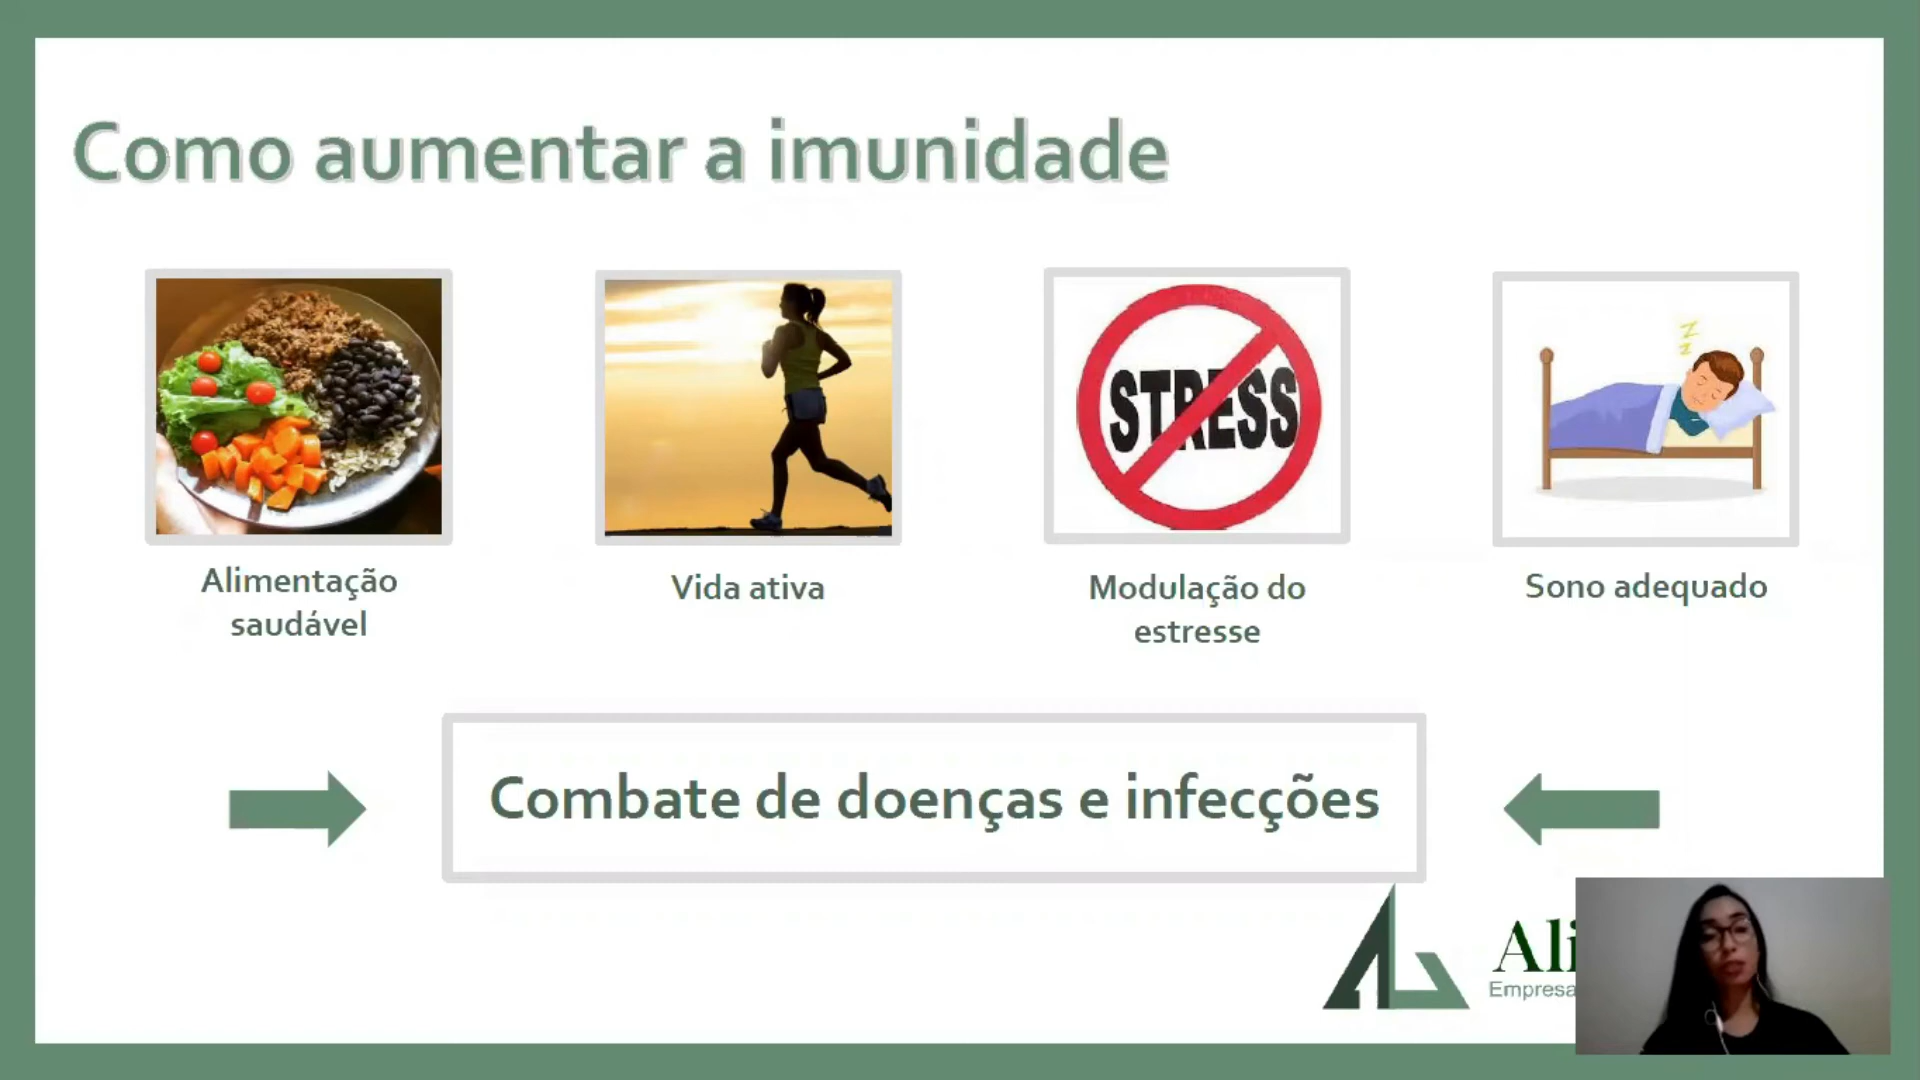 Como aumentar a imunidade
STRESS
Alimentação
saudável
Vida ativa
Modulação do
estresse
Sono adequado
Combate de doenças e infecções
Empresa